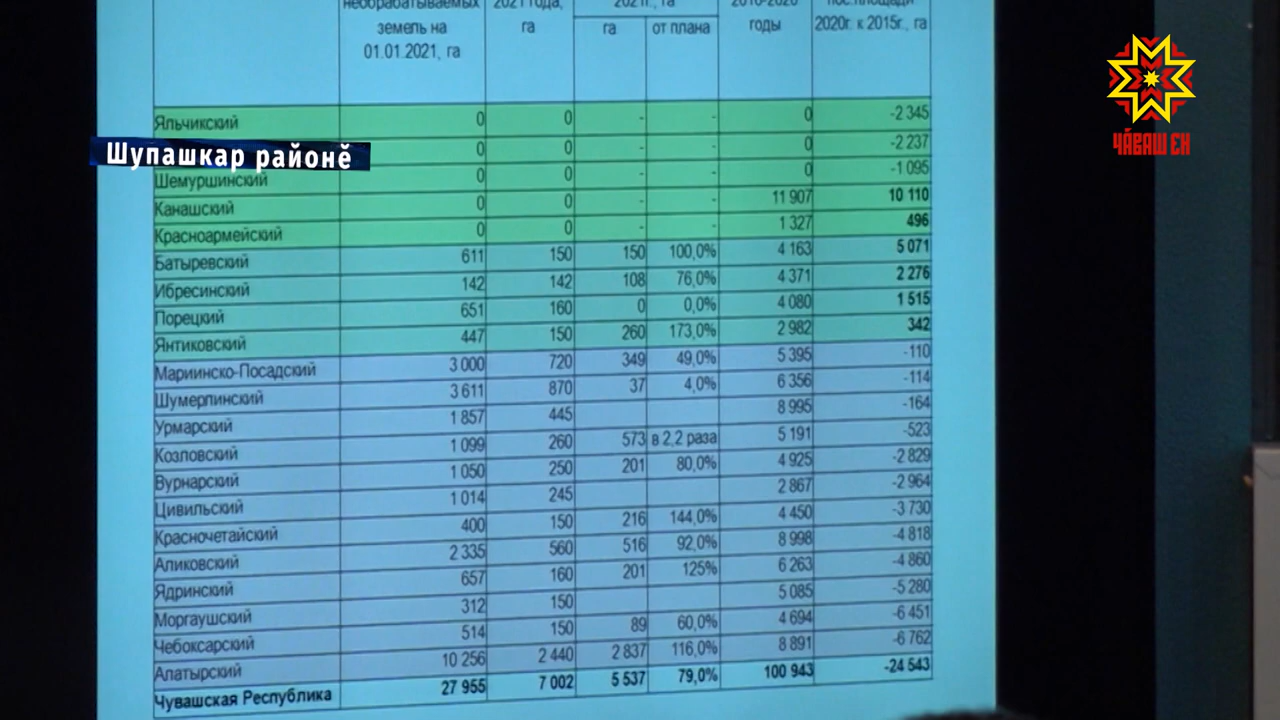 необрабатываемых 2021 года, 2021г., га 2016-2020 пос.площади
земель на га га от плана годы 2020г. к 2015г., га
01.01.2021, га
Яльчикский 0 0 - - 0 -2 345
0 0 - - 0 -2 237
Шемуршинский 0 0 - - 0 -1 095
Канашский 0 0 - - 11 907 10 110
Красноармейский 0 0 - - 1 327 496
Батыревский 611 150 150 100,0% 4 163 5 071
Ибресинский 142 142 108 76,0% 4 371 2 276
Порецкий 651 160 0 0,0% 4 080 1 515
Янтиковский 447 150 260 173,0% 2 982 342
Мариинско-Посадский 3 000 720 349 49,0% 5 395 -110
Шумерлинский 3 611 870 37 4,0% 6 356 -114
Урмарский 1 857 445 8 995 -164
Козловский 1 099 260 573 в 2,2 раза 5 191 -523
Вурнарский 1 050 250 201 80,0% 4 925 -2 829
Цивильский 1 014 245 2 867 -2 964
Красночетайский 400 150 216 144,0% 4 450 -3 730
Аликовский 2 335 560 516 92,0% 8 998 -4 818
Ядринский 657 160 201 125% 6 263 -4 860
Моргаушский 312 150 5 085 -5 280
Чебоксарский 514 150 89 60,0% 4 694 -6 451
Алатырский 10 256 2 440 2 837 116,0% 8 891 -6 762
Чувашская Республика 27 955 7 002 5 537 79,0% 100 943 -24 543
Шупашкар районӗ
ЧӐВАШ ЕН